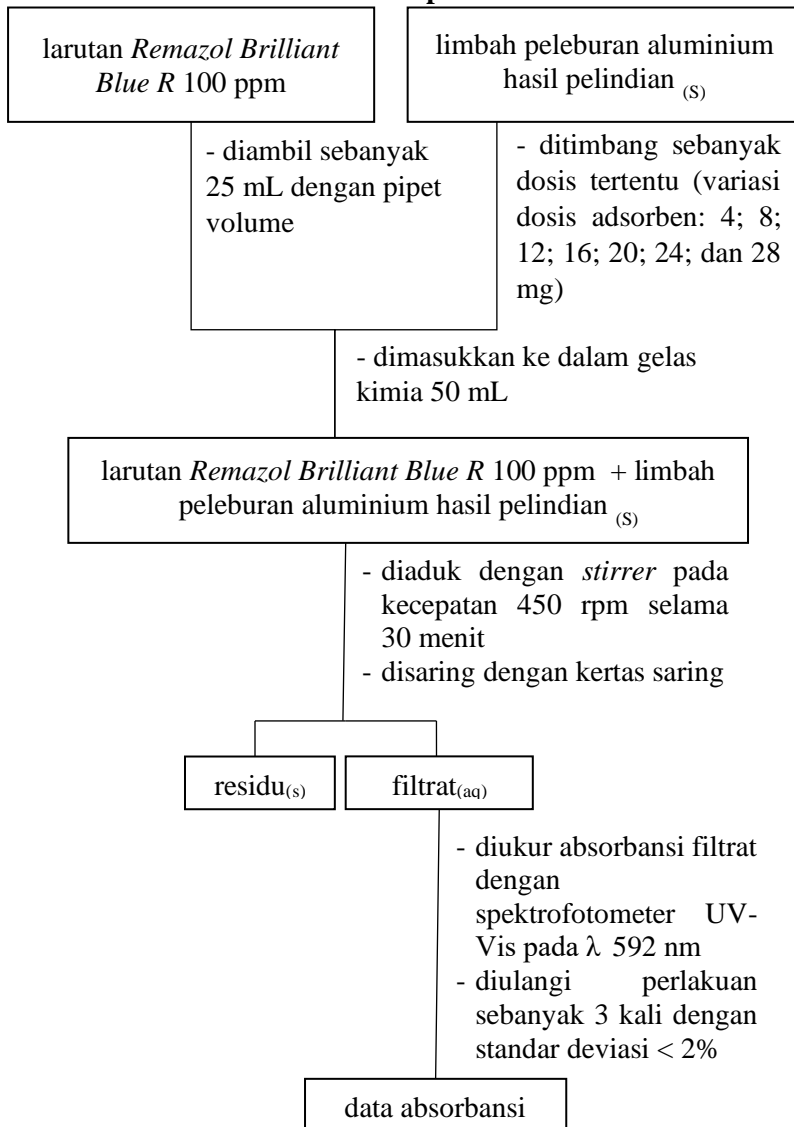 larutan Remazol Brilliant
Blue R 100 ppm
limbah peleburan aluminium
hasil pelindian (S)
- diambil sebanyak
25 mL dengan pipet
volume
- ditimbang sebanyak
dosis tertentu (variasi
dosis adsorben: 4; 8;
12; 16; 20; 24; dan 28
mg)
- dimasukkan ke dalam gelas
kimia 50 mL
larutan Remazol Brilliant Blue R 100 ppm + limbah
peleburan aluminium hasil pelindian (S)
- diaduk dengan stirrer pada
kecepatan 450 rpm selama
30 menit
- disaring dengan kertas saring
residu(s)
filtrat(aq)
- diukur absorbansi filtrat
dengan
spektrofotometer UV-
Vis pada λ 592 nm
- diulangi perlakuan
sebanyak 3 kali dengan
standar deviasi < 2%
data absorbansi